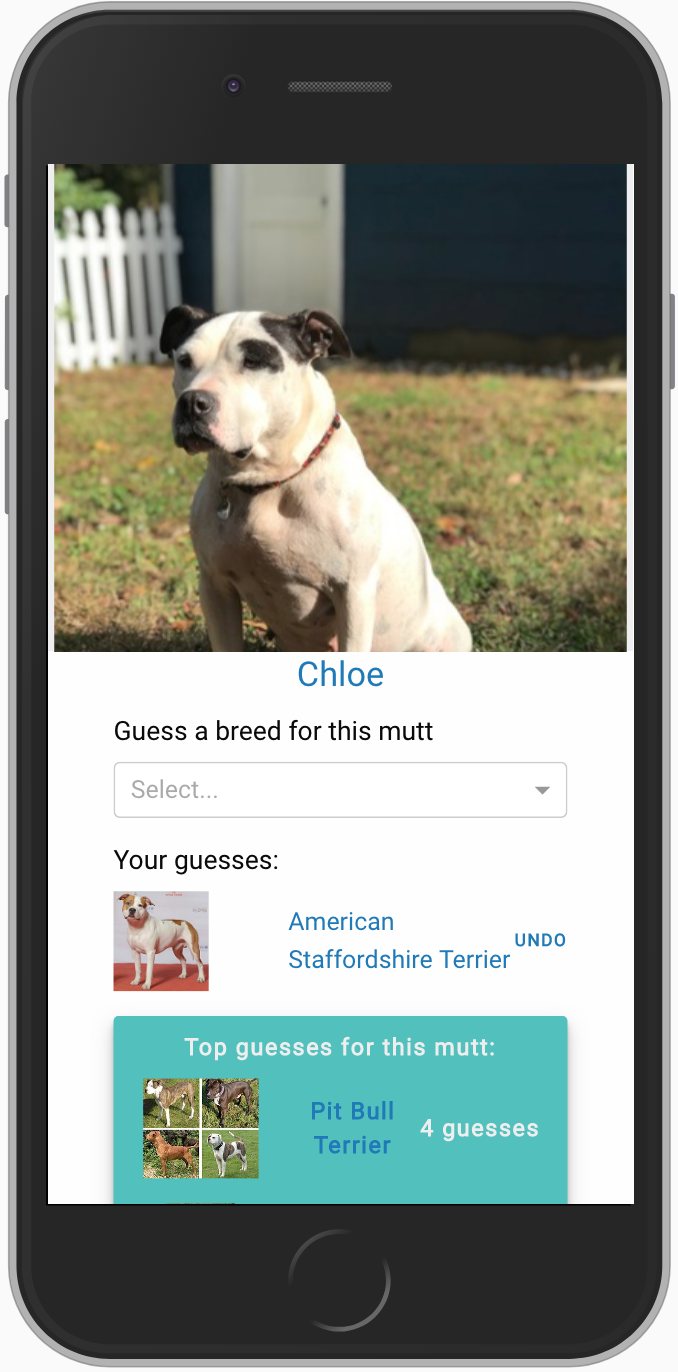 Chloe
Guess a breed for this mutt
Select...
Your guesses:
American
Staffordshire Terrier
UNDO
Top guesses for this mutt:
Pit Bull
Terrier
4 guesses